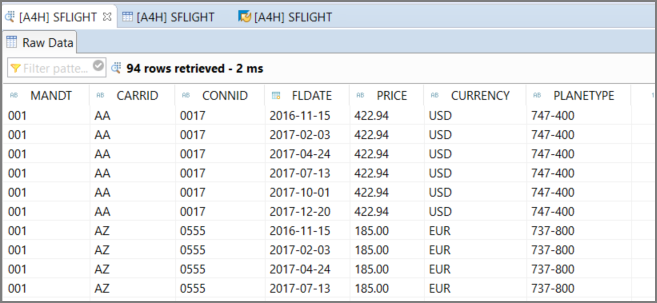 [A4H] SFLIGHT [A4H] SFLIGHT [A4H] SFLIGHT
Raw Data
Filter patte... 94 rows retrieved - 2 ms
MANDT CARRID CONNID FLDATE PRICE CURRENCY PLANETYPE
001 AA 0017 2016-11-15 422.94 USD 747-400
001 AA 0017 2017-02-03 422.94 USD 747-400
001 AA 0017 2017-04-24 422.94 USD 747-400
001 AA 0017 2017-07-13 422.94 USD 747-400
001 AA 0017 2017-10-01 422.94 USD 747-400
001 AA 0017 2017-12-20 422.94 USD 747-400
001 AZ 0555 2016-11-15 185.00 EUR 737-800
001 AZ 0555 2017-02-03 185.00 EUR 737-800
001 AZ 0555 2017-04-24 185.00 EUR 737-800
001 AZ 0555 2017-07-13 185.00 EUR 737-800